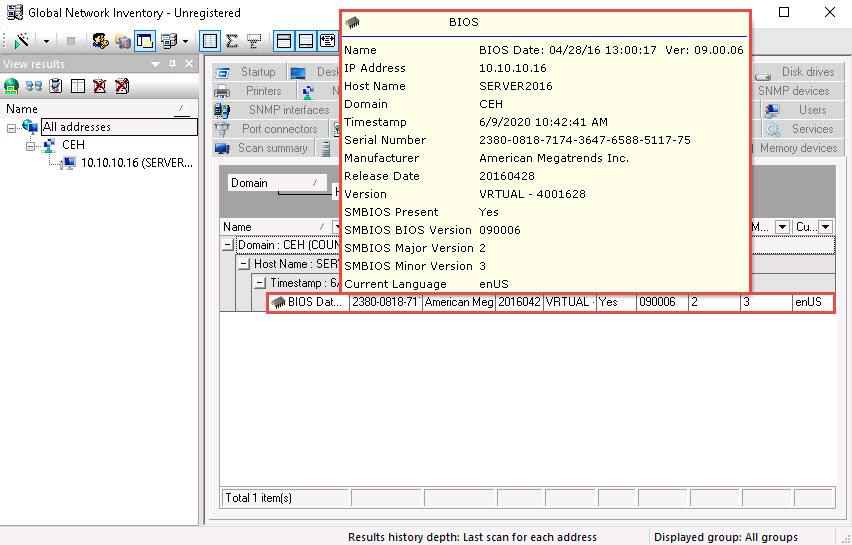 Global Network Inventory - Unregistered
View results
Name
All addresses
CEH
10.10.10.16 (SERVER...
Startup
Desk
Disk drives
Printers
N
SNMP devices
SNMP interfaces
Users
Port connectors
Services
Scan summary
Memory devices
BIOS
Name BIOS Date: 04/28/16 13:00:17 Ver: 09.00.06
IP Address 10.10.10.16
Host Name SERVER2016
Domain CEH
Timestamp 6/9/2020 10:42:41 AM
Serial Number 2380-0818-7174-3647-6588-5117-75
Manufacturer American Megatrends Inc.
Release Date 20160428
Version VRTUAL - 4001628
SMBIOS Present Yes
SMBIOS BIOS Version 090006
SMBIOS Major Version 2
SMBIOS Minor Version 3
Current Language enUS
Domain
H
Name M... Cu...
Domain : CEH (COUN
Host Name : SER
Timestamp : 6/
BIOS Dat... 2380-0818-71 American Meg 2016042 VRTUAL - Yes 090006 2 3 enUS
Total 1 item(s)
Results history depth: Last scan for each address Displayed group: All groups